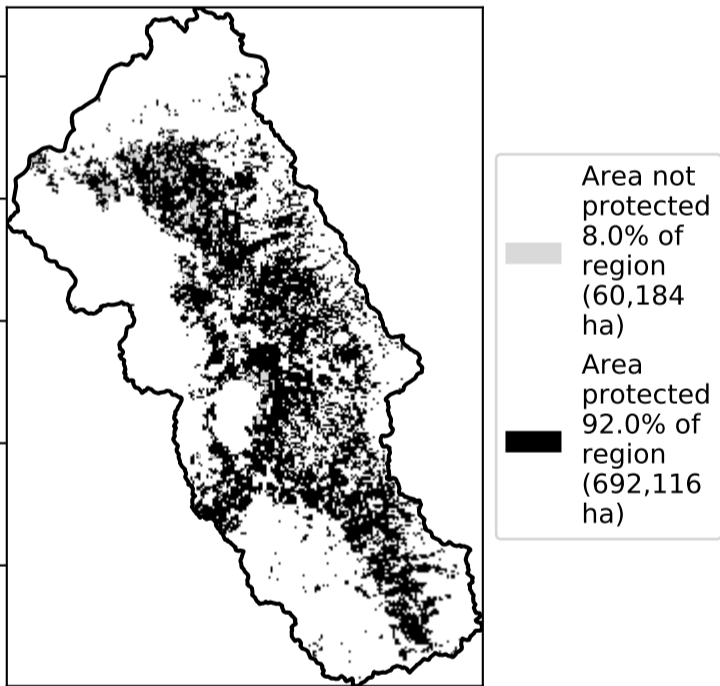 Area not
protected
8.0% of
region
(60,184
ha)
Area
protected
92.0% of
region
(692,116
ha)